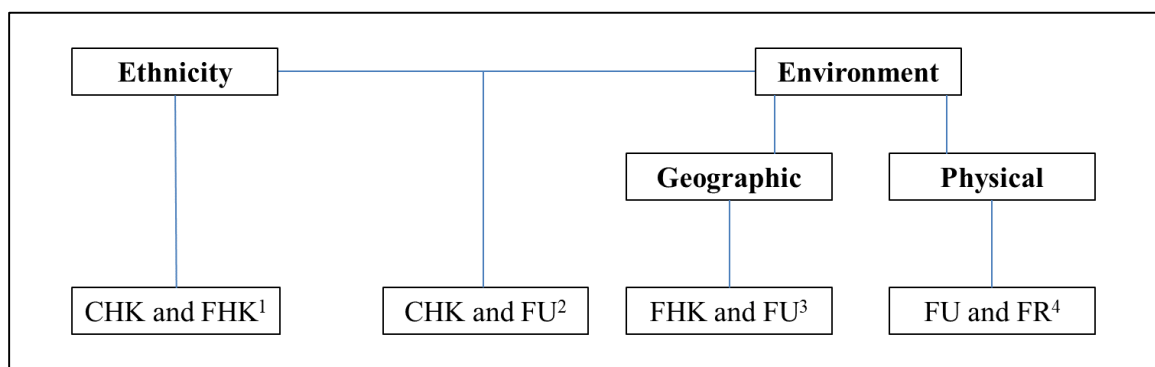 Ethnicity
Environment
Geographic
Physical
CHK and FHK¹
CHK and FU²
FHK and FU³
FU and FR⁴